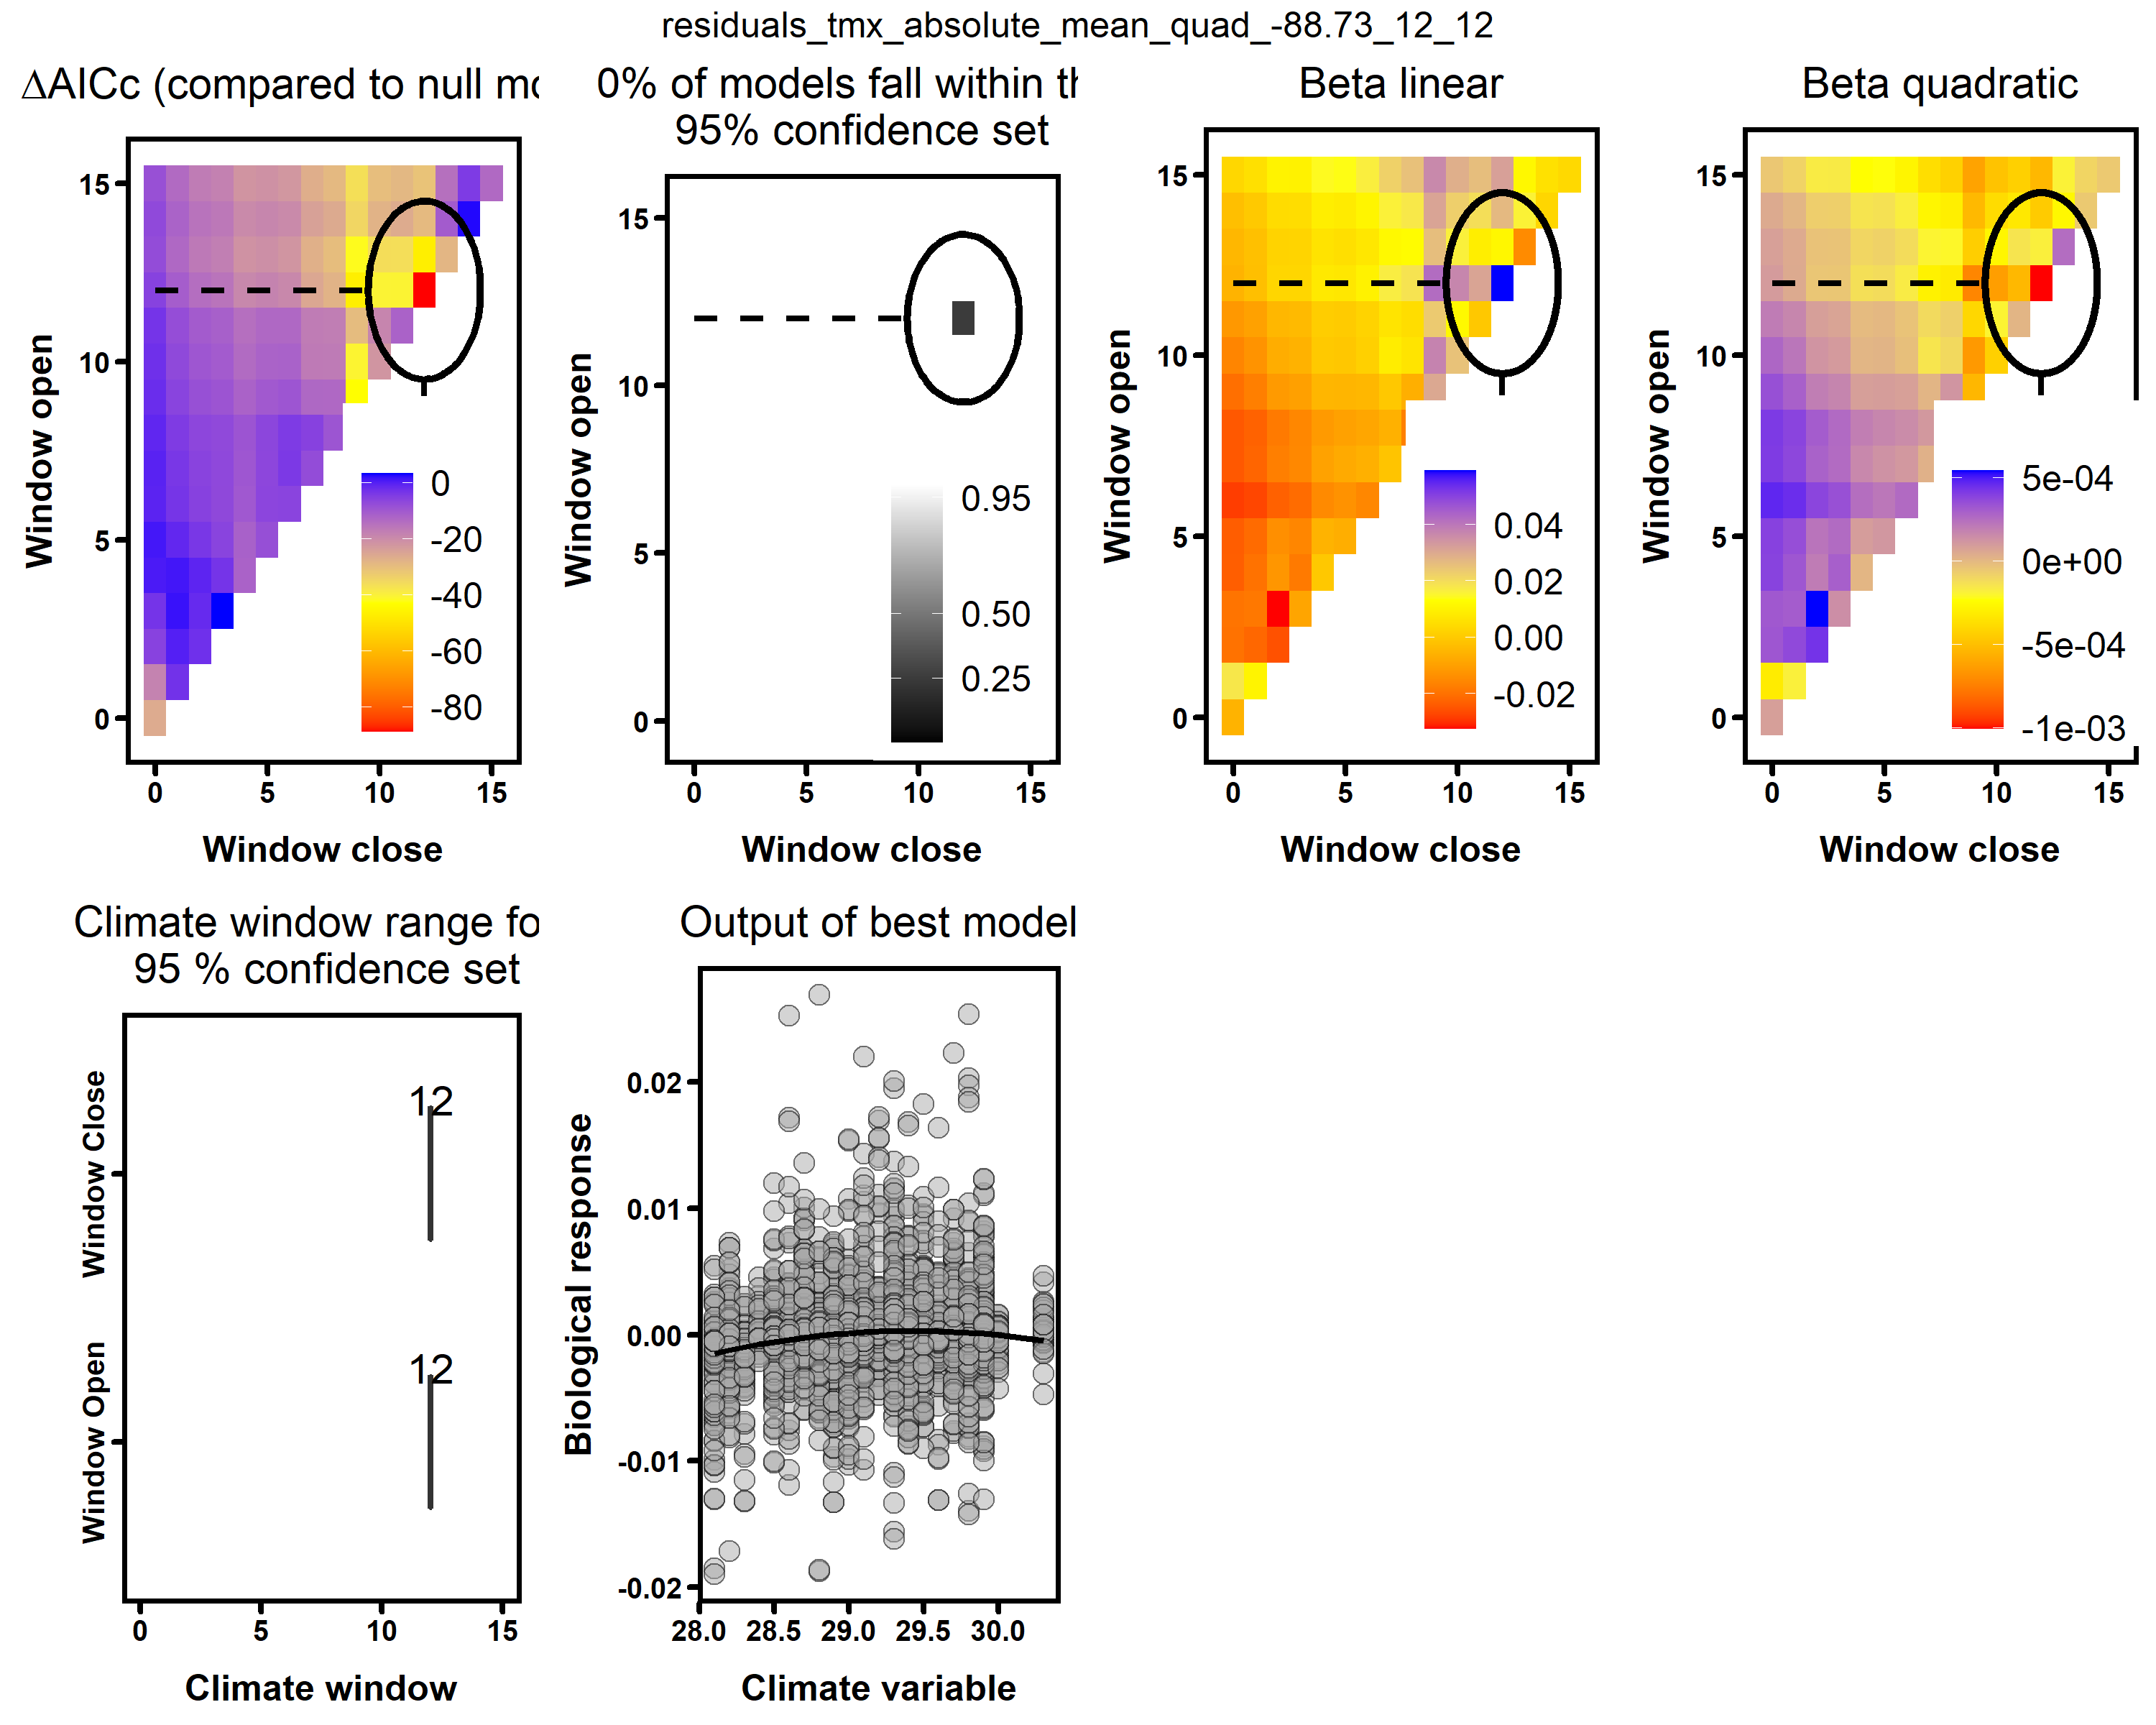 residuals_tmx_absolute_mean_quad_-88.73_12_12
ΔAICc (compared to null mo
Window open
15
10
5
0
0
-20
-40
-60
-80
0 5 10 15
Window close
0% of models fall within th
95% confidence set
Window open
15
10
5
0
0.95
0.50
0.25
0 5 10 15
Window close
Beta linear
Window open
15
10
5
0
0.04
0.02
0.00
-0.02
0 5 10 15
Window close
Beta quadratic
Window open
15
10
5
0
5e-04
0e+00
-5e-04
-1e-03
0 5 10 15
Window close
Climate window range fo
95 % confidence set
Window Close
Window Open
12
12
0 5 10 15
Climate window
Output of best model
Biological response
0.02
0.01
0.00
-0.01
-0.02
28.0 28.5 29.0 29.5 30.0
Climate variable